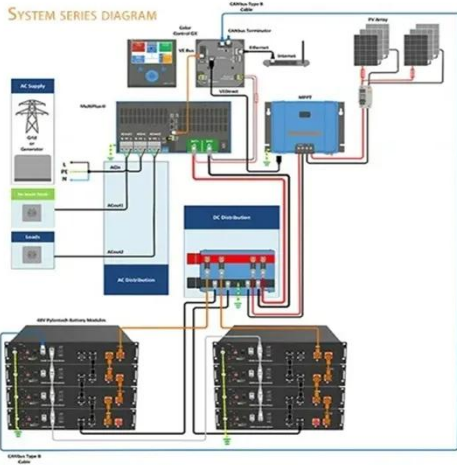 SYSTEM SERIES DIAGRAM
CANbus Type B
Cable
Color
Control GX
CANbus Terminator
PV Array
VE.Bus
Ethernet
Internet
AC Supply
VE.Direct
MPPT
MultiPlus-II
Grid
or
Generator
L
PE
N
ACin
ACout1
Loads
DC Distribution
ACout2
AC Distribution
48V Pylontech Battery Modules
CANbus Type B
Cable